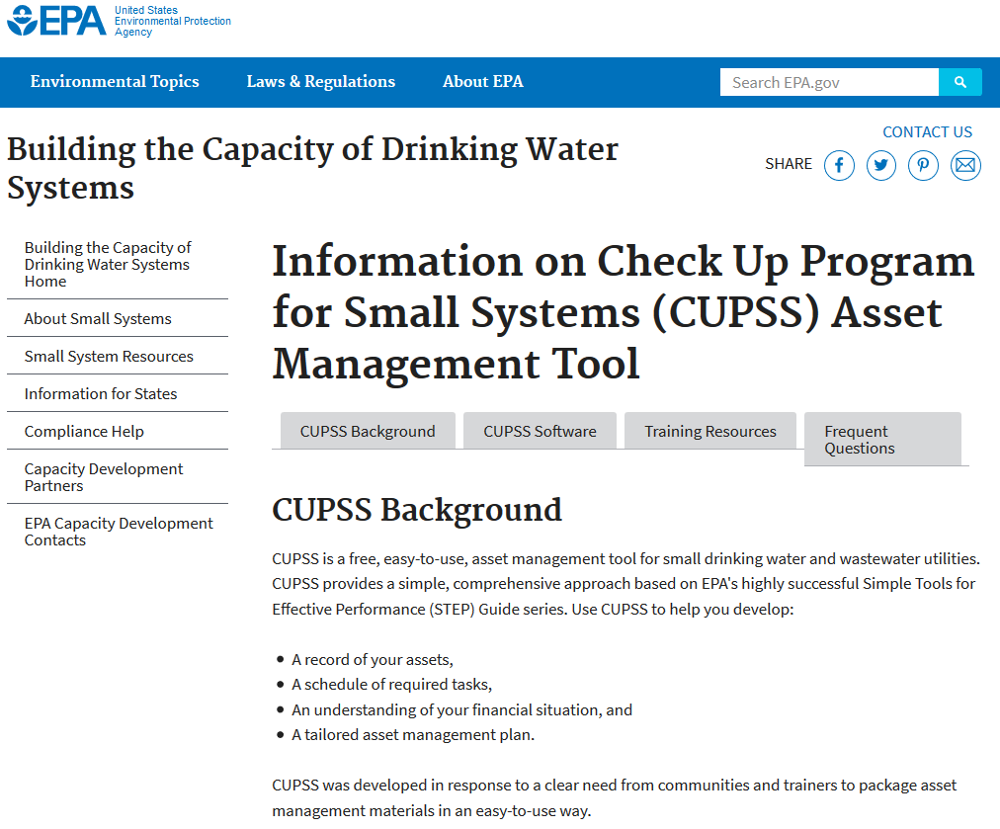 EPA
United States
Environmental Protection
Agency
Environmental Topics
Laws & Regulations
About EPA
Search EPA.gov
CONTACT US
SHARE
Building the Capacity of Drinking Water
Systems
Building the Capacity of
Drinking Water Systems
Home
About Small Systems
Small System Resources
Information for States
Compliance Help
Capacity Development
Partners
EPA Capacity Development
Contacts
Information on Check Up Program
for Small Systems (CUPSS) Asset
Management Tool
CUPSS Background
CUPSS Software
Training Resources
Frequent
Questions
CUPSS Background
CUPSS is a free, easy-to-use, asset management tool for small drinking water and wastewater utilities.
CUPSS provides a simple, comprehensive approach based on EPA's highly successful Simple Tools for
Effective Performance (STEP) Guide series. Use CUPSS to help you develop:
• A record of your assets,
• A schedule of required tasks,
• An understanding of your financial situation, and
• A tailored asset management plan.
CUPSS was developed in response to a clear need from communities and trainers to package asset
management materials in an easy-to-use way.